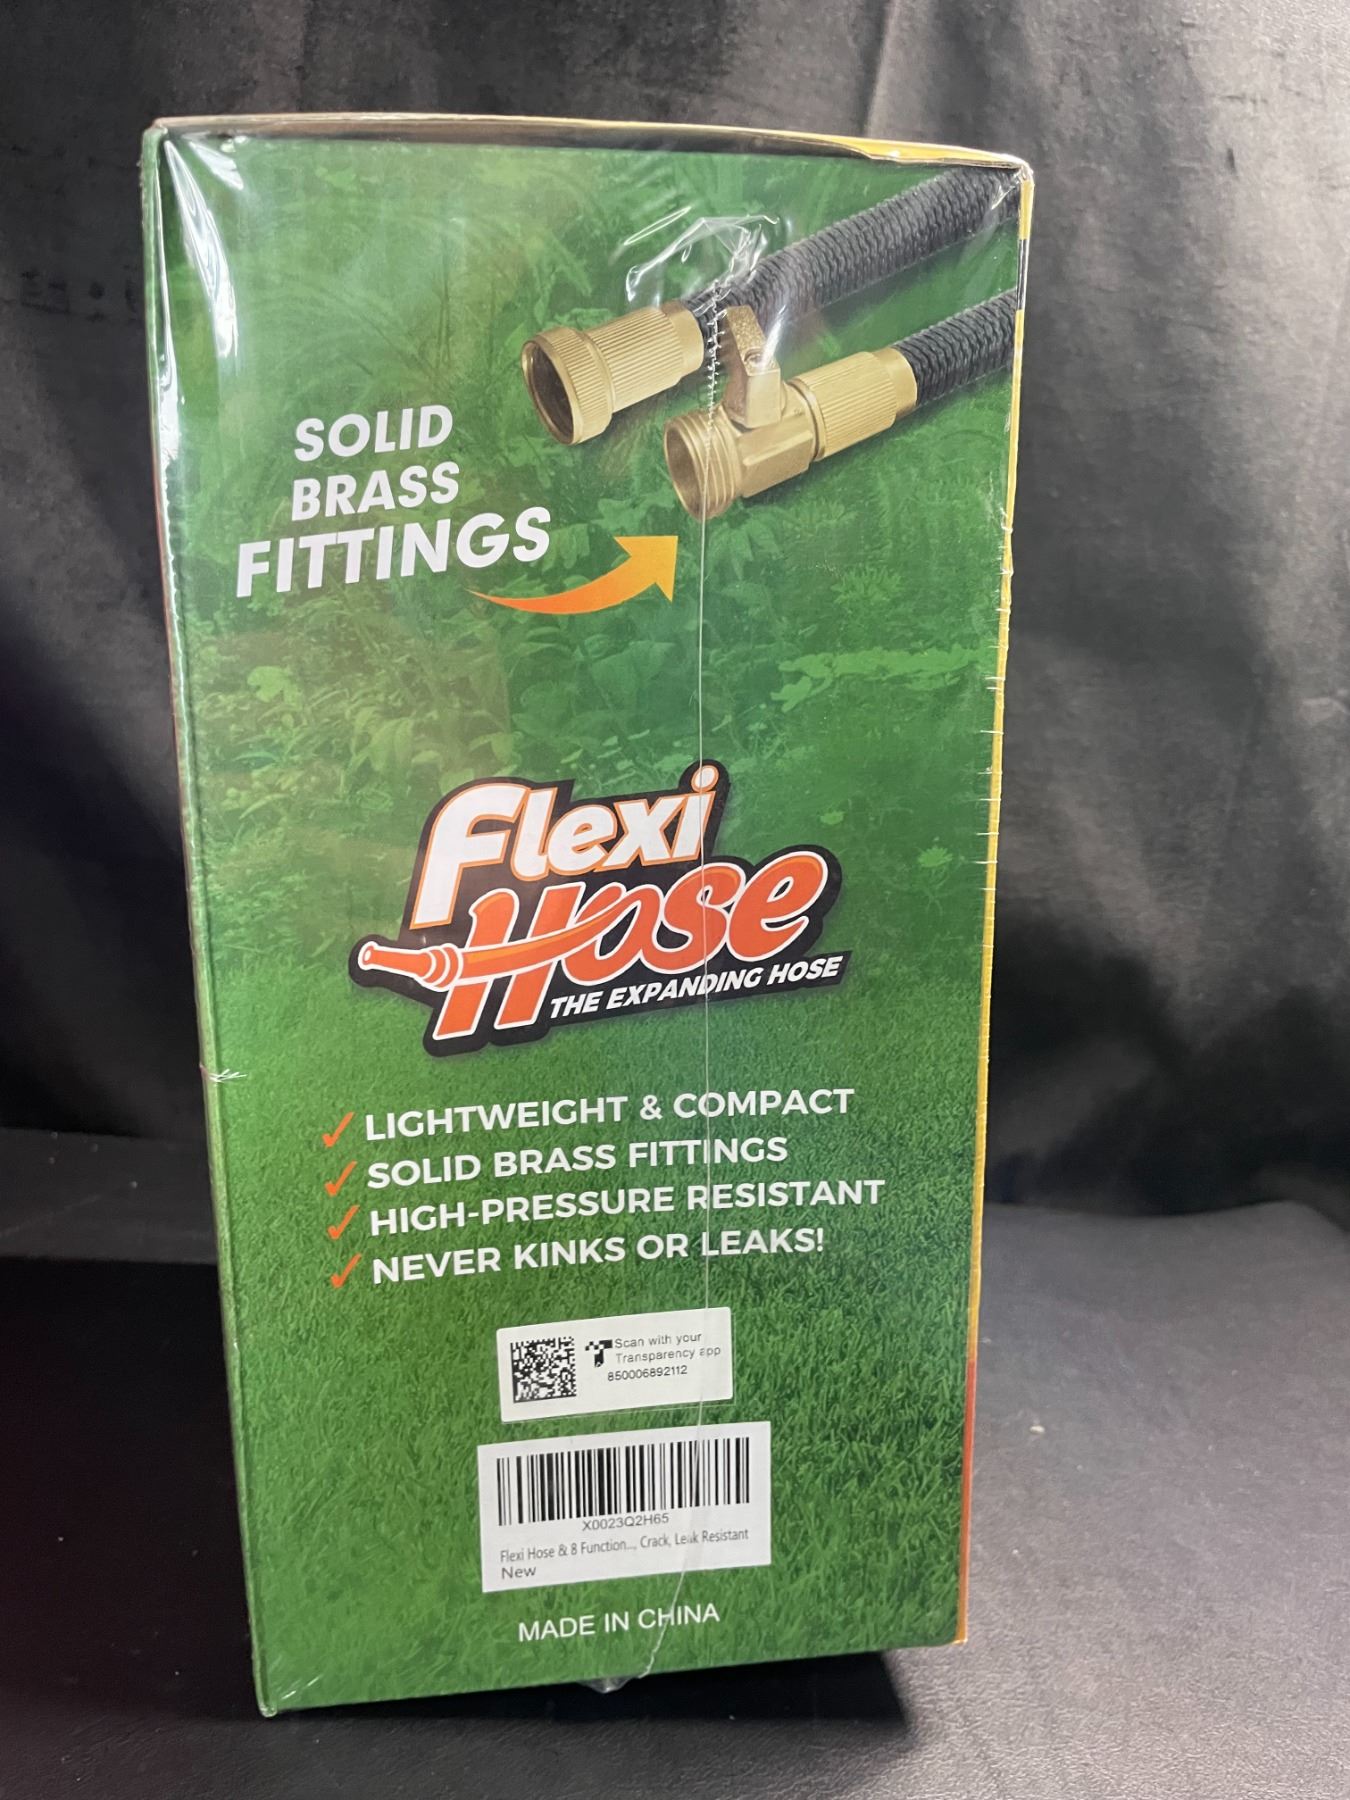 SOLID
BRASS
FITTINGS
Flexi
Hose
THE EXPANDING HOSE
✓ LIGHTWEIGHT & COMPACT
✓ SOLID BRASS FITTINGS
✓ HIGH-PRESSURE RESISTANT
✓ NEVER KINKS OR LEAKS!
Scan with your
Transparency app
850006892112
X0023Q2H65
Flexi Hose & 8 Function..., Crack, Leak Resistant
New
MADE IN CHINA